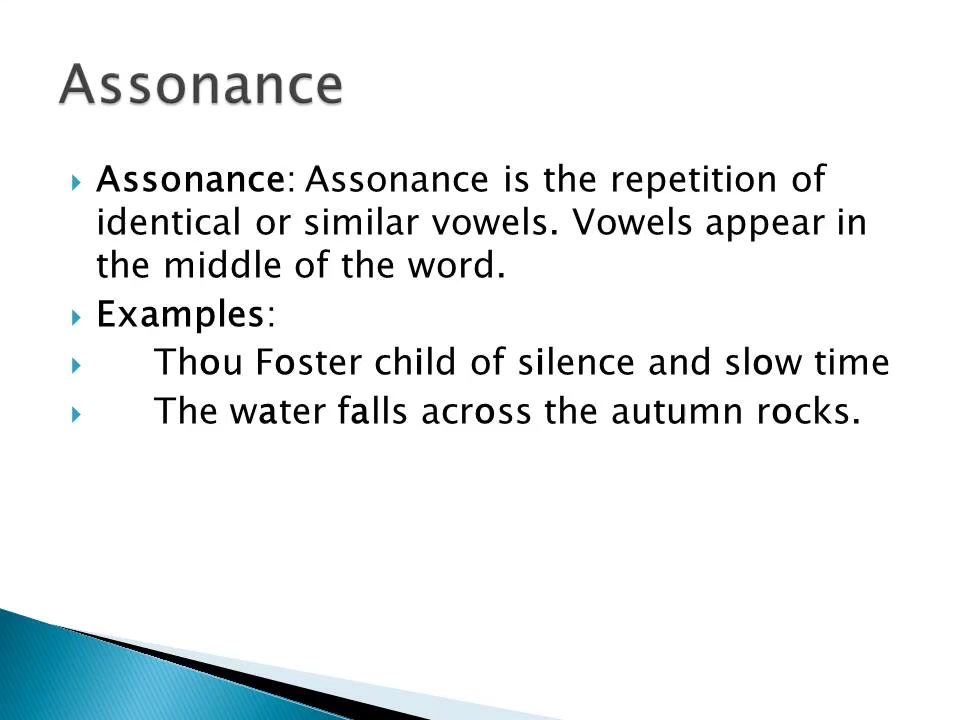 Assonance
Assonance: Assonance is the repetition of
identical or similar vowels. Vowels appear in
the middle of the word.
Examples:
Thou Foster child of silence and slow time
The water falls across the autumn rocks.